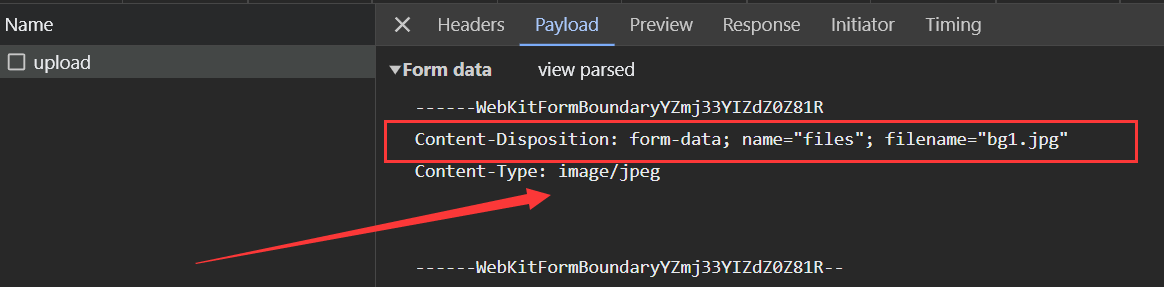 Name
upload
Headers Payload Preview Response Initiator Timing
Form data view parsed
------WebKitFormBoundaryYZmj33YIZdZ0Z81R
Content-Disposition: form-data; name="files"; filename="bg1.jpg"
Content-Type: image/jpeg
------WebKitFormBoundaryYZmj33YIZdZ0Z81R--